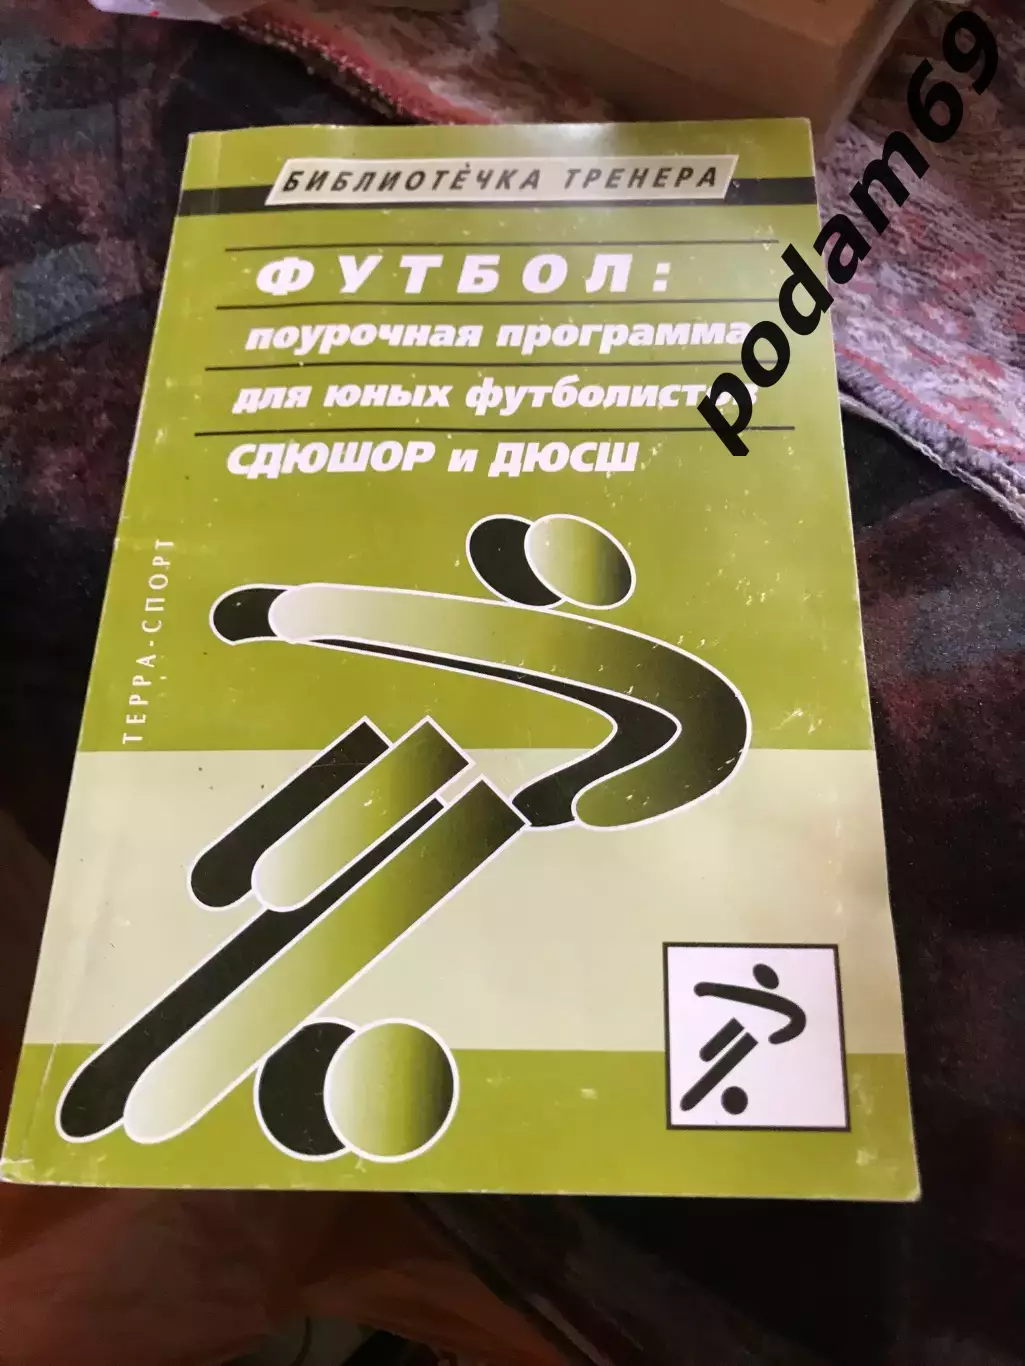 БИБЛИОТЕЧКА ТРЕНЕРА
ФУТБОЛ:
поурочная программа
для юных футболистов
СДЮШОР и ДЮСШ
ТЕРРА-СПОРТ
podam69